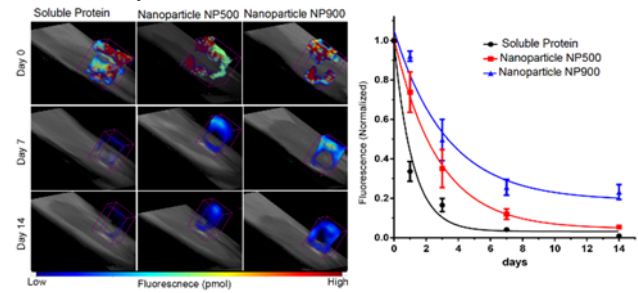 Soluble Protein Nanoparticle NP500 Nanoparticle NP900
Day 0
Day 7
Day 14
Low Fluorescnece (pmol) High
Fluorescence (Normalized)
1.0
0.8
0.6
0.4
0.2
0.0
Soluble Protein
Nanoparticle NP500
Nanoparticle NP900
0 2 4 6 8 10 12 14
days